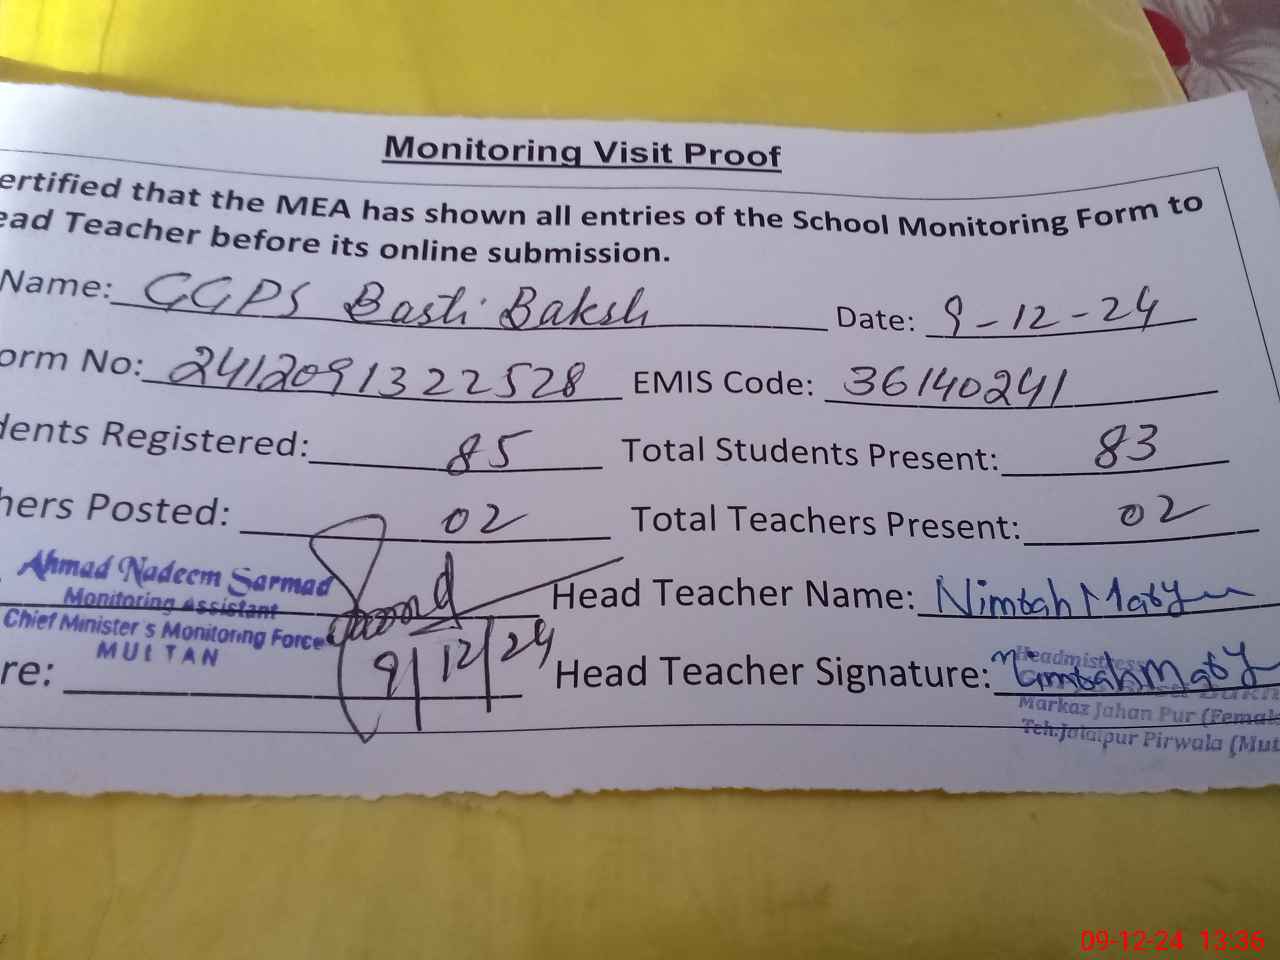 Monitoring Visit Proof
ertified that the MEA has shown all entries of the School Monitoring Form to
ead Teacher before its online submission.
Name: GGPS Basti Baksh Date: 9-12-24
orm No: 2412091322528 EMIS Code: 36140241
dents Registered: 85 Total Students Present: 83
hers Posted: 02 Total Teachers Present: 02
Ahmad Nadeem Sarmad
Monitoring Assistant
Chief Minister's Monitoring Force
MULTAN
Head Teacher Name: Nimrah
re: 9/12/24 Head Teacher Signature:
Headmistress
Markaz Jahan Pur (Female
Teh.Jalalpur Pirwala (Mult
09-12-24 13:36